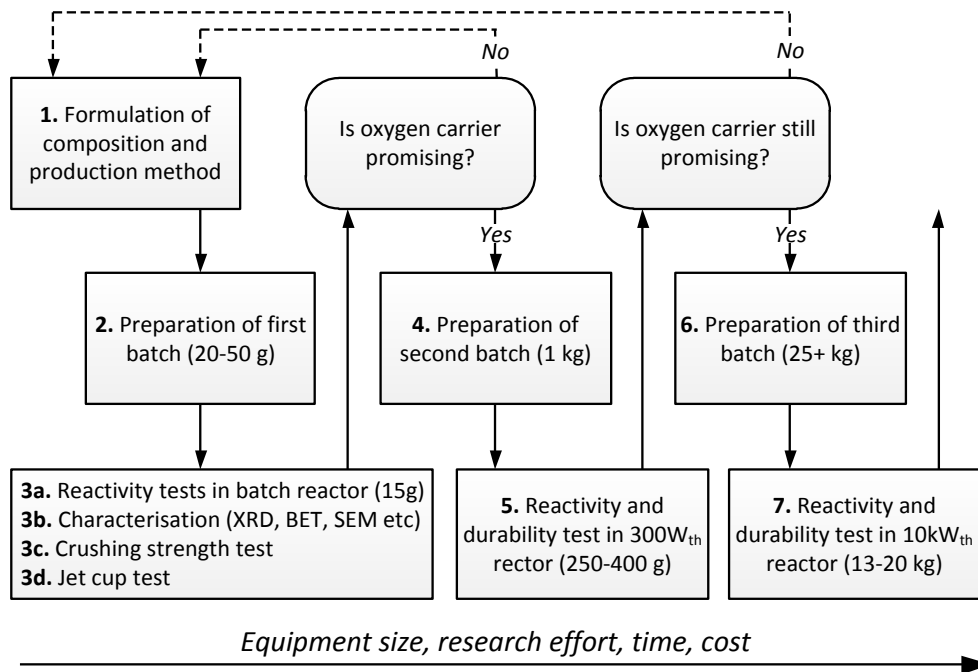 No
No
1. Formulation of
composition and
production method
Is oxygen carrier
promising?
Is oxygen carrier still
promising?
Yes
Yes
2. Preparation of first
batch (20-50 g)
4. Preparation of
second batch (1 kg)
6. Preparation of third
batch (25+ kg)
3a. Reactivity tests in batch reactor (15g)
3b. Characterisation (XRD, BET, SEM etc)
3c. Crushing strength test
3d. Jet cup test
5. Reactivity and
durability test in 300Wth
rector (250-400 g)
7. Reactivity and
durability test in 10kWth
reactor (13-20 kg)
Equipment size, research effort, time, cost